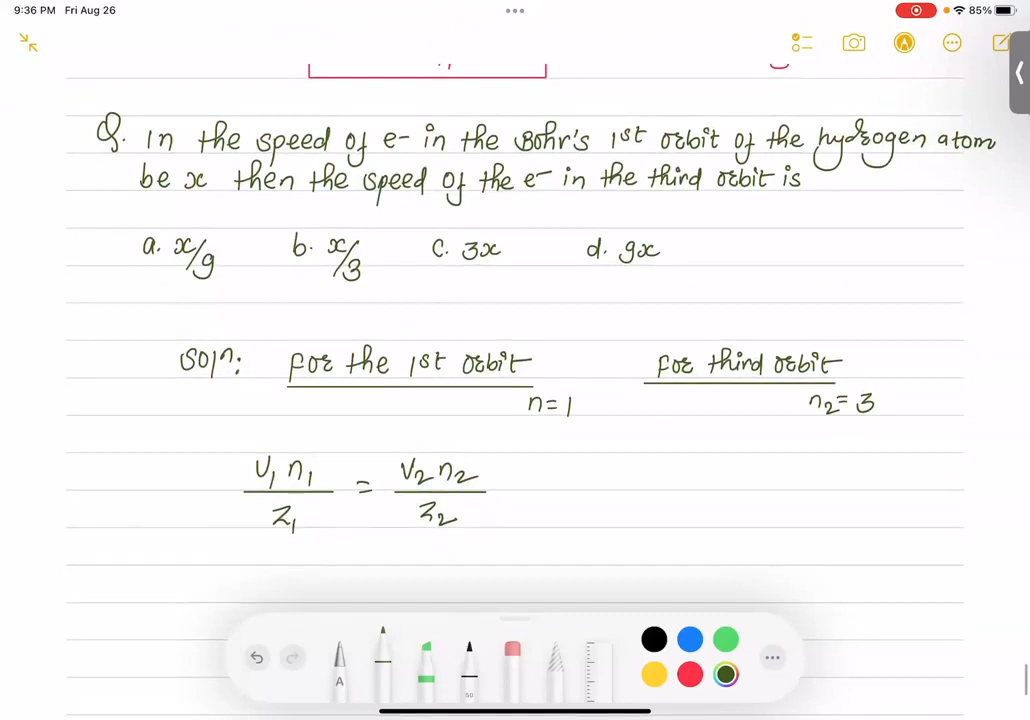 9:36 PM Fri Aug 26
85%
Q. In the speed of e- in the Bohr's 1st orbit of the hydrogen atom
be x then the speed of the e- in the third orbit is
a. x/9 b. x/3 c. 3x d. 9x
Soln: For the 1st orbit For third orbit
n=1 n₂=3
V₁n₁/Z₁ = V₂n₂/Z₂
A
50